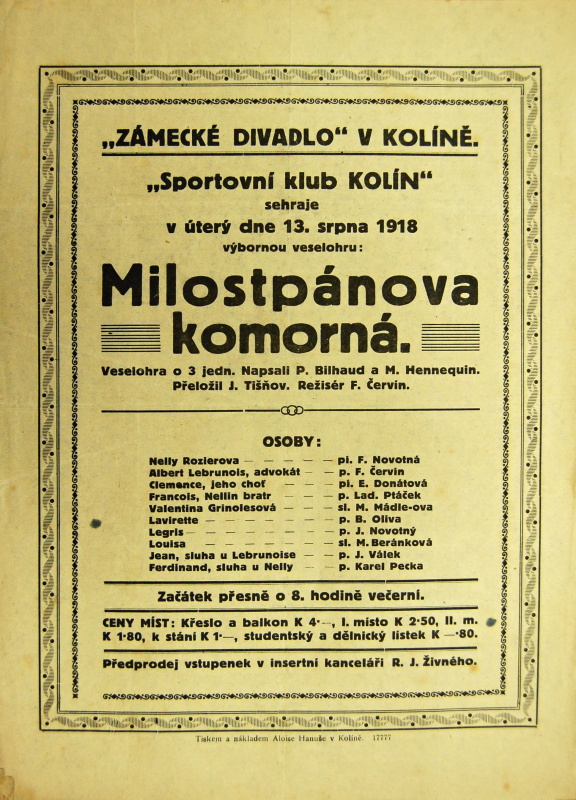 „ZÁMECKÉ DIVADLO“ V KOLÍNĚ.
„Sportovní klub KOLÍN“
sehraje
v úterý dne 13. srpna 1918
výbornou veselohru:
Milostpánova
komorná.
Veselohra o 3 jedn. Napsali P. Bilhaud a M. Hennequin.
Přeložil J. Tišňov. Režisér F. Červín.
OSOBY:
Nelly Rozierova — — — — — pí. F. Novotná
Albert Lebrunois, advokát — — p. F. Červín
Clemence, jeho choť — — — pí. E. Donátová
Francois, Nellin bratr — — — p. Lad. Ptáček
Valentina Grinolesová — — — sl. M. Mádle-ova
Lavirette — — — — — — p. B. Oliva
Legris — — — — — — — p. J. Novotný
Louisa — — — — — — — sl. M. Beránková
Jean, sluha u Lebrunoise — — p. J. Válek
Ferdinand, sluha u Nelly — — p. Karel Pecka
Začátek přesně o 8. hodině večerní.
CENY MÍST: Křeslo a balkon K 4·—, I. místo K 2·50, II. m.
K 1·80, k stání K 1·—, studentský a dělnický lístek K —·80.
Předprodej vstupenek v insertní kanceláři R. J. Živného.
Tiskem a nákladem Aloise Hanuše v Kolíně. 17777